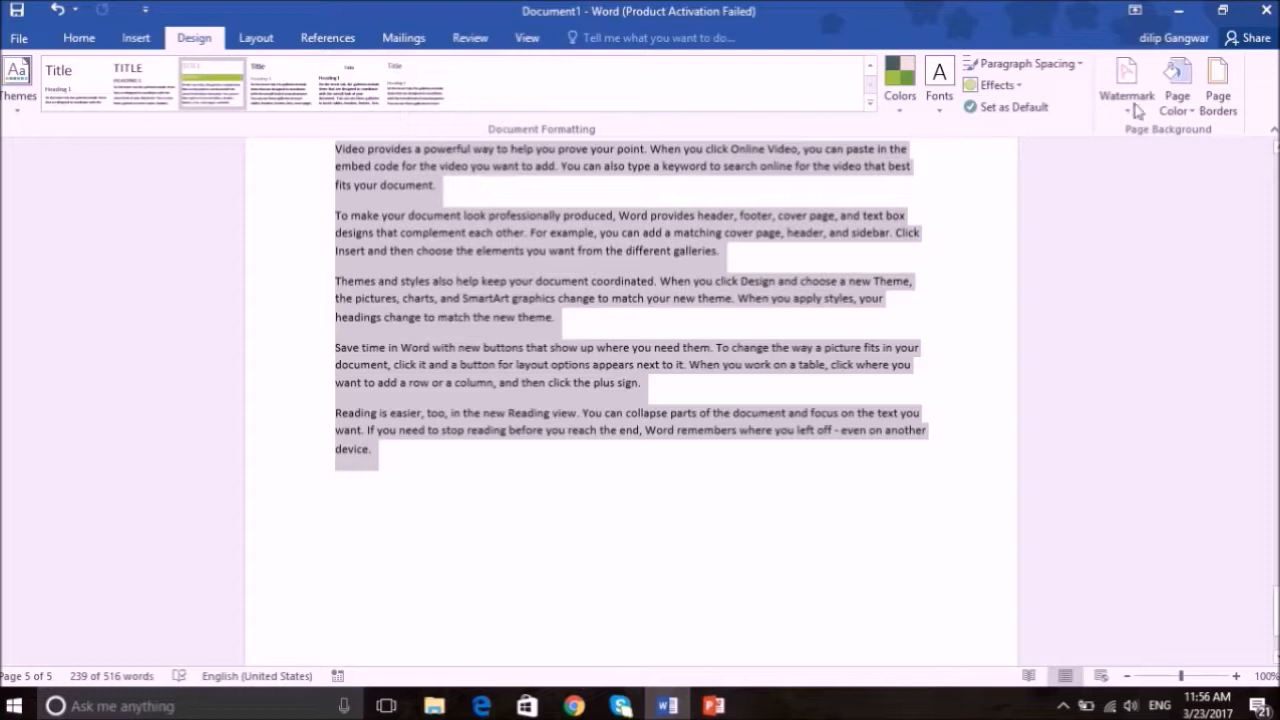 Document1 - Word (Product Activation Failed)
File Home Insert Design Layout References Mailings Review View Tell me what you want to do... dilip Gangwar Share
Aa Title TITLE Title Title Title
Heading 1 HEADING 1 Heading 1 Heading 1 Heading 1
Themes Colors Fonts
A
Paragraph Spacing
Effects
Set as Default
Watermark Page Color Page Borders
Document Formatting Page Background
Video provides a powerful way to help you prove your point. When you click Online Video, you can paste in the
embed code for the video you want to add. You can also type a keyword to search online for the video that best
fits your document.
To make your document look professionally produced, Word provides header, footer, cover page, and text box
designs that complement each other. For example, you can add a matching cover page, header, and sidebar. Click
Insert and then choose the elements you want from the different galleries.
Themes and styles also help keep your document coordinated. When you click Design and choose a new Theme,
the pictures, charts, and SmartArt graphics change to match your new theme. When you apply styles, your
headings change to match the new theme.
Save time in Word with new buttons that show up where you need them. To change the way a picture fits in your
document, click it and a button for layout options appears next to it. When you work on a table, click where you
want to add a row or a column, and then click the plus sign.
Reading is easier, too, in the new Reading view. You can collapse parts of the document and focus on the text you
want. If you need to stop reading before you reach the end, Word remembers where you left off - even on another
device.
Page 5 of 5 239 of 516 words English (United States) 100%
Ask me anything ENG 11:56 AM
3/23/2017 21